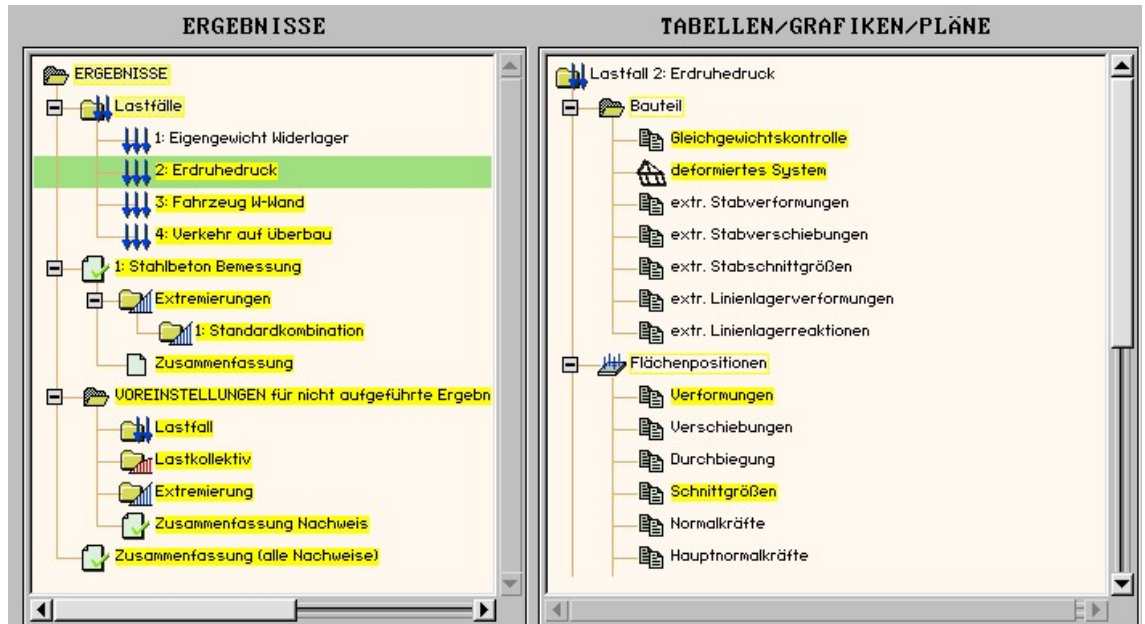 ERGEBNISSE
ERGEBNISSE
Lastfälle
1: Eigengewicht Widerlager
2: Erdruhedruck
3: Fahrzeug W-Wand
4: Verkehr auf überbau
1: Stahlbeton Bemessung
Extremierungen
1: Standardkombination
Zusammenfassung
VOREINSTELLUNGEN für nicht aufgeführte Ergebn
Lastfall
Lastkollektiv
Extremierung
Zusammenfassung Nachweis
Zusammenfassung (alle Nachweise)
TABELLEN/GRAFIKEN/PLÄNE
Lastfall 2: Erdruhedruck
Bauteil
Gleichgewichtskontrolle
deformiertes System
extr. Stabverformungen
extr. Stabverschiebungen
extr. Stabschnittgrößen
extr. Linienlagerverformungen
extr. Linienlagerreaktionen
Flächenpositionen
Verformungen
Verschiebungen
Durchbiegung
Schnittgrößen
Normalkräfte
Hauptnormalkräfte